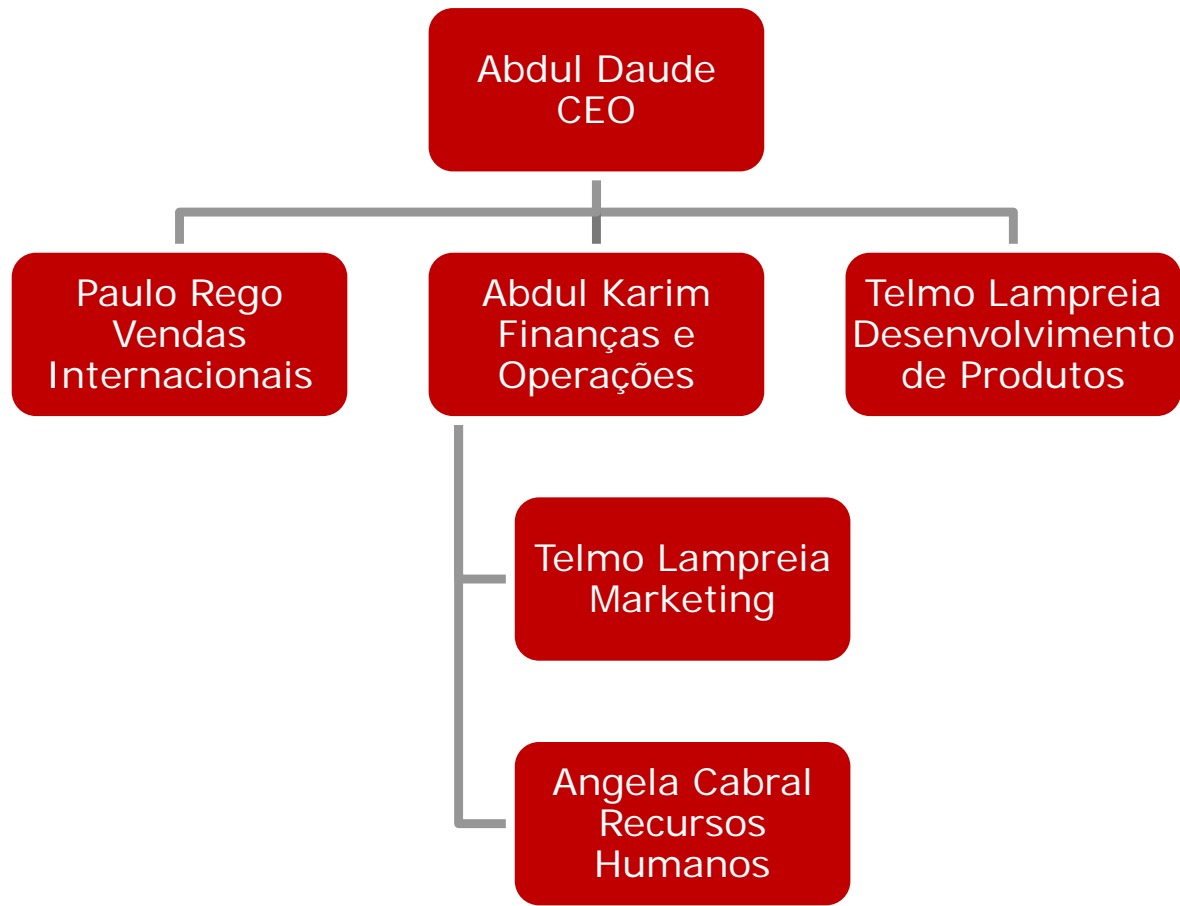 Abdul Daude
CEO
Paulo Rego
Vendas
Internacionais
Abdul Karim
Finanças e
Operações
Telmo Lampreia
Desenvolvimento
de Produtos
Telmo Lampreia
Marketing
Angela Cabral
Recursos
Humanos